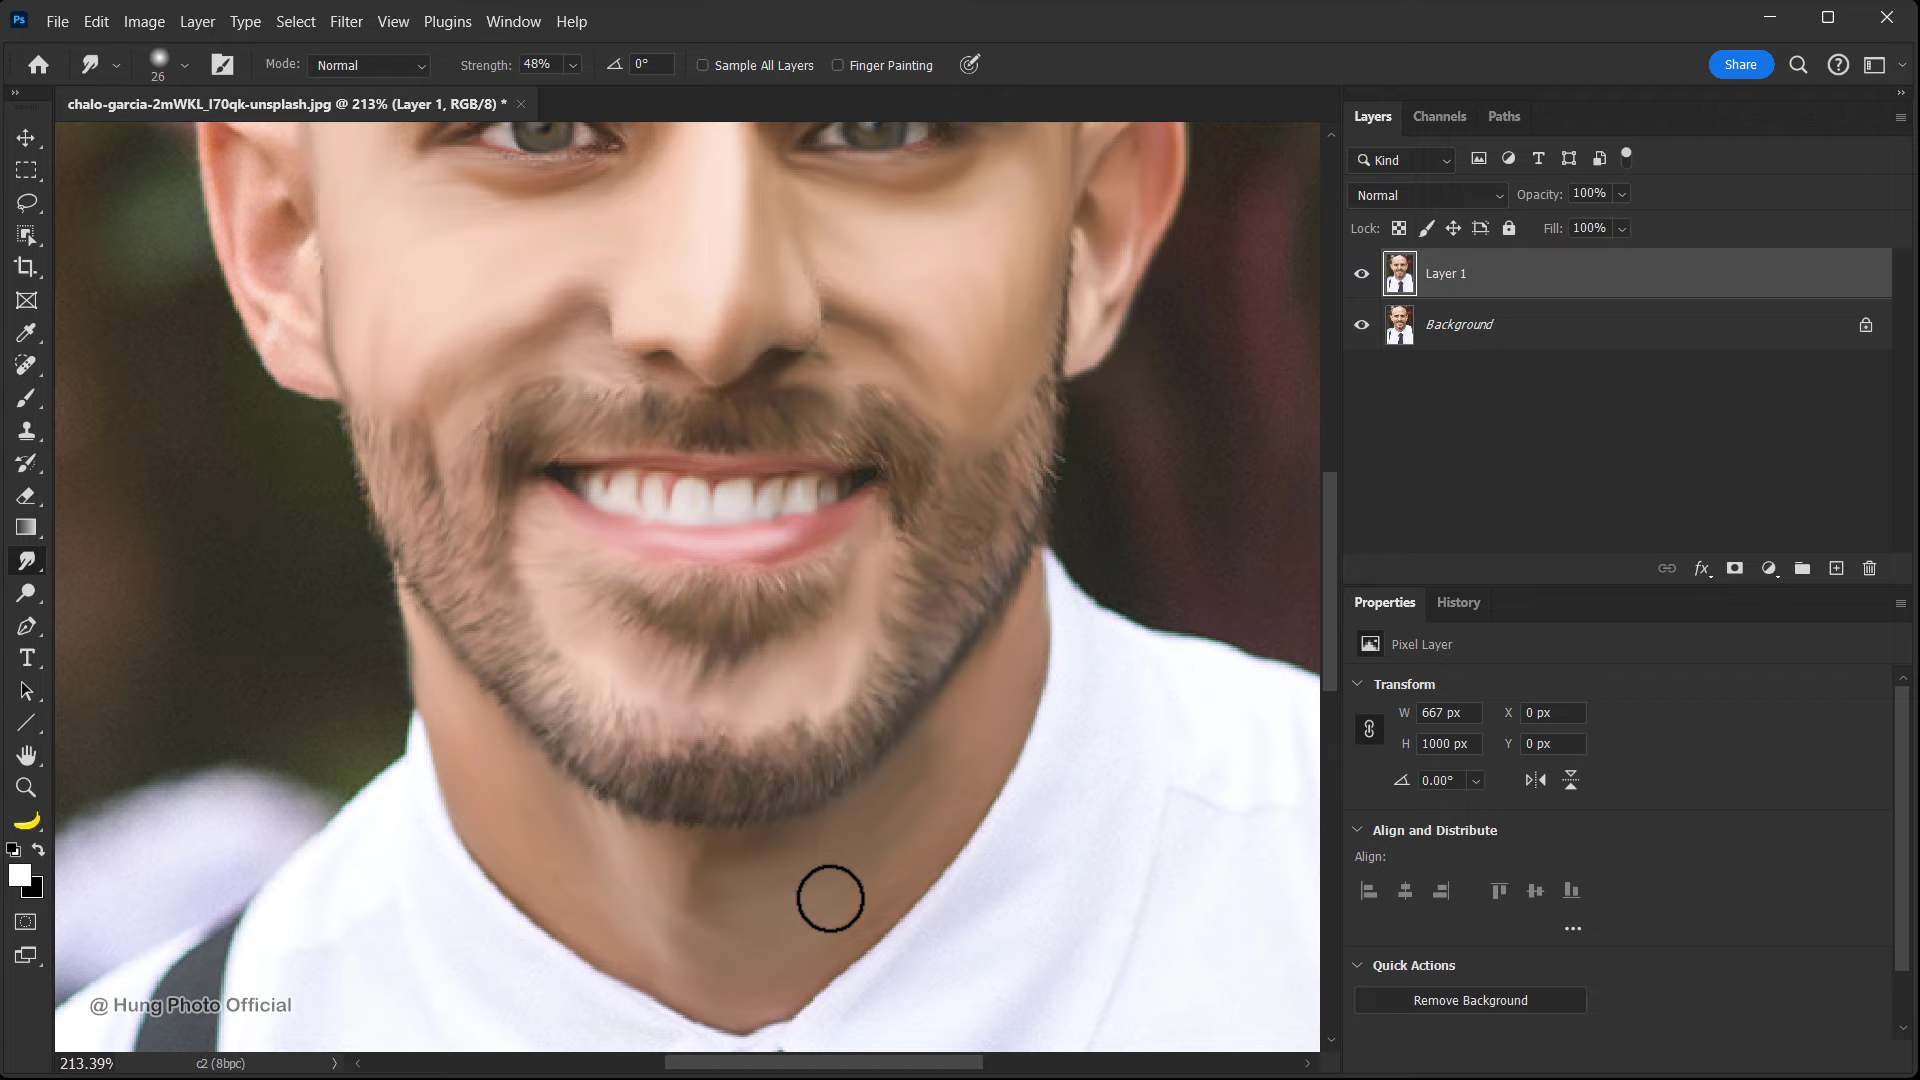 Ps File Edit Image Layer Type Select Filter View Plugins Window Help
26 Mode: Normal Strength: 48% 0° Sample All Layers Finger Painting Share
chalo-garcia-2mWKL_I70qk-unsplash.jpg @ 213% (Layer 1, RGB/8) *
Layers Channels Paths
Kind
Normal Opacity: 100%
Lock: Fill: 100%
Layer 1
Background
fx
Properties History
Pixel Layer
Transform
W 667 px X 0 px
H 1000 px Y 0 px
0.00°
Align and Distribute
Align:
Quick Actions
Remove Background
@ Hung Photo Official
213.39% c2 (8bpc)